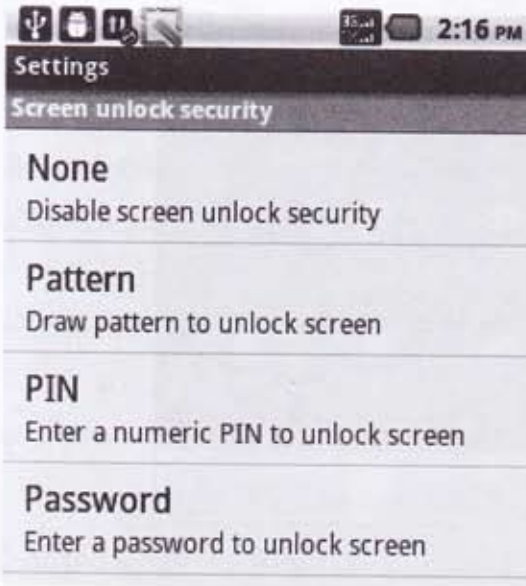 2:16 PM
Settings
Screen unlock security
None
Disable screen unlock security
Pattern
Draw pattern to unlock screen
PIN
Enter a numeric PIN to unlock screen
Password
Enter a password to unlock screen